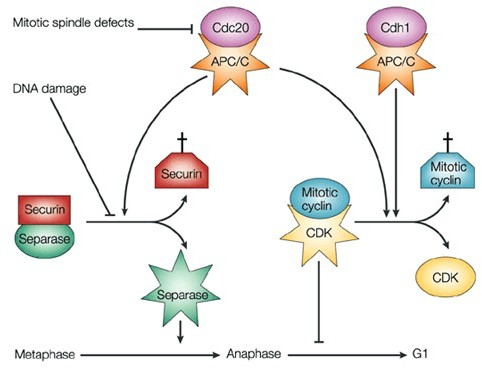 Mitotic spindle defects
Cdc20
APC/C
Cdh1
APC/C
DNA damage
Securin
Mitotic
cyclin
Securin
Separase
Mitotic
cyclin
CDK
CDK
Separase
Metaphase
Anaphase
G1